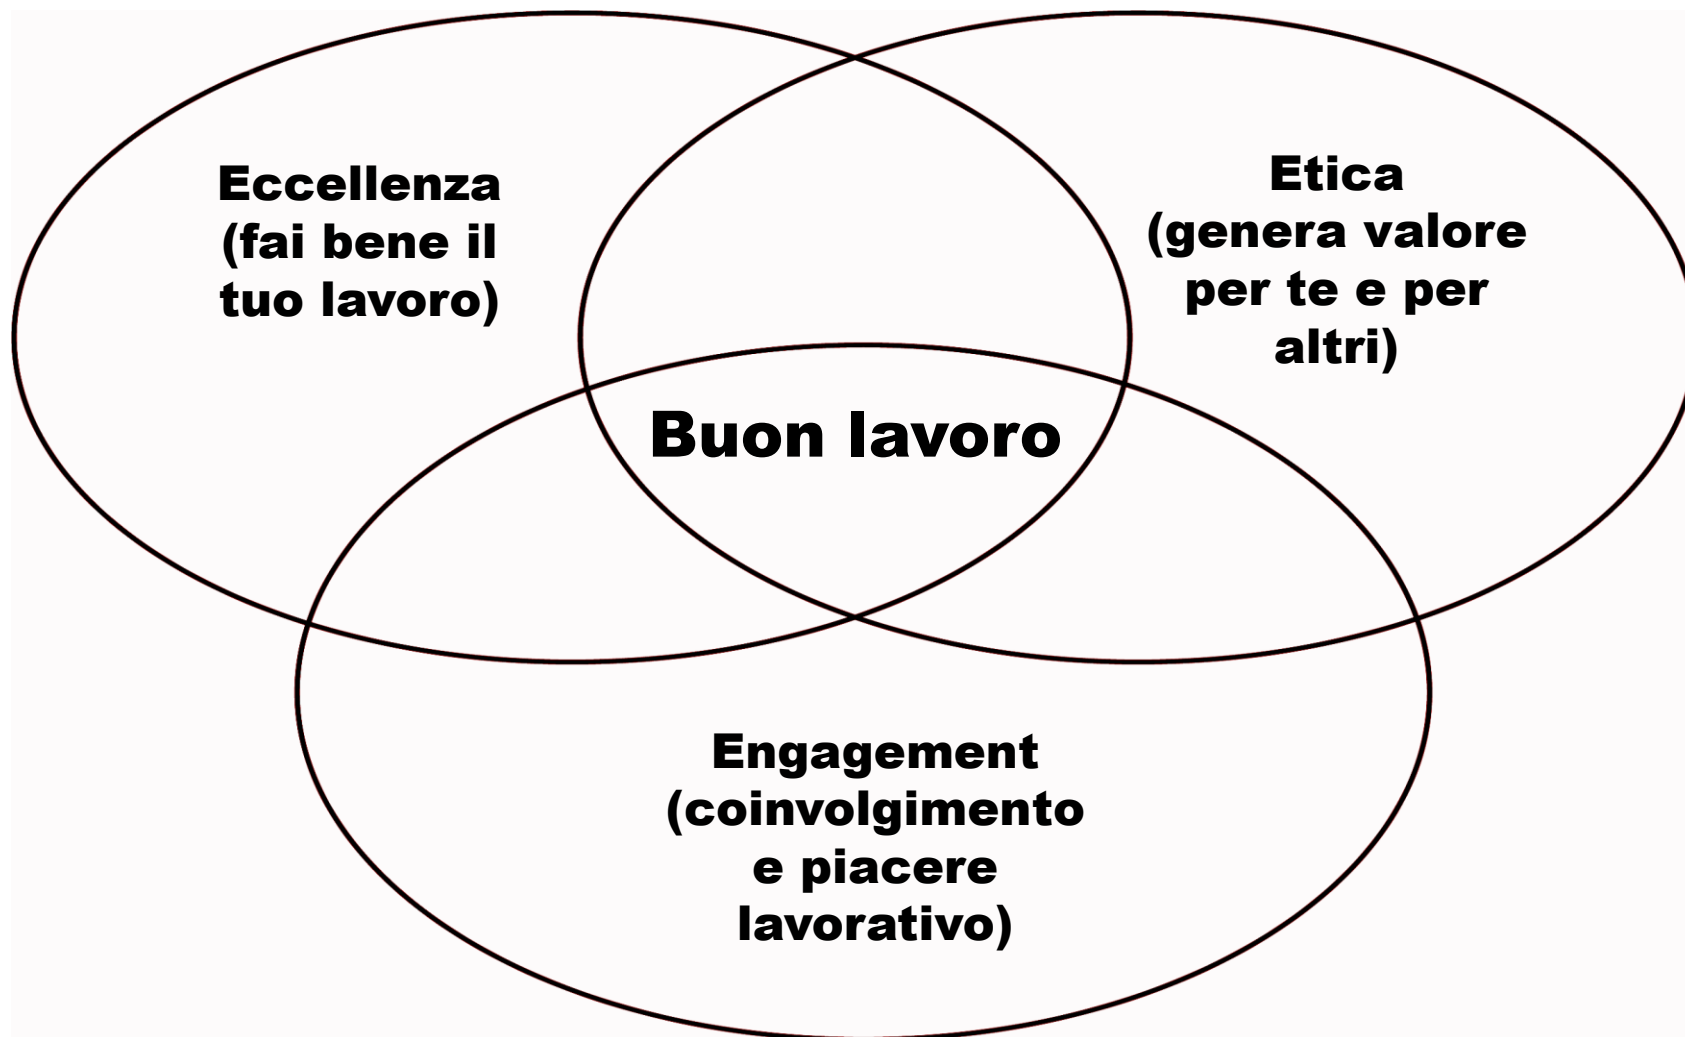 Eccellenza
(fai bene il
tuo lavoro)
Etica
(genera valore
per te e per
altri)
Buon lavoro
Engagement
(coinvolgimento
e piacere
lavorativo)